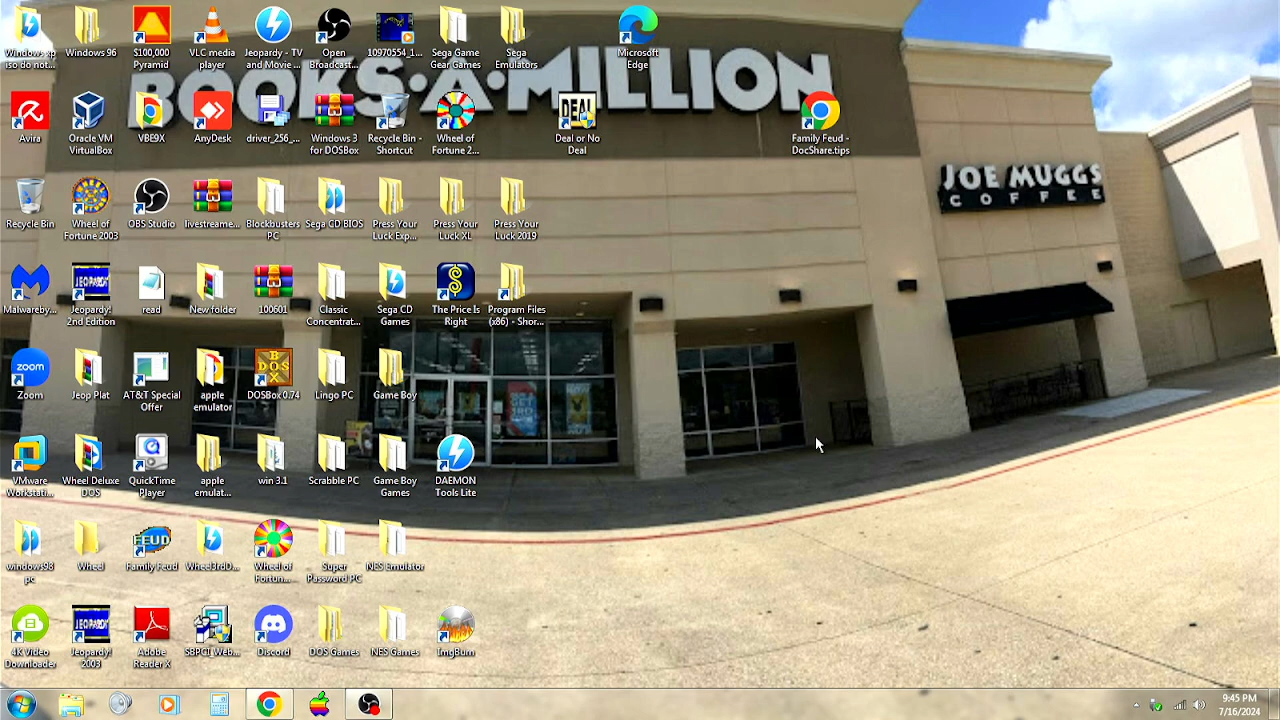 Windows xp
iso do not...
Windows 96
$100,000
Pyramid
VLC media
player
Jeopardy - TV
and Movie ...
Open
Broadcast...
10970554_1...
Sega Game
Gear Games
Sega
Emulators
Microsoft
Edge
BOOKS·A·MILLION
Avira
Oracle VM
VirtualBox
VBE9X
AnyDesk
driver_256_...
Windows 3
for DOSBox
Recycle Bin -
Shortcut
Wheel of
Fortune 2...
DEAL
Deal or No
Deal
Family Feud -
DocShare.tips
JOE MUGGS
COFFEE
Recycle Bin
Wheel of
Fortune 2003
OBS Studio
livestreame...
Blockbusters
PC
Sega CD BIOS
Press Your
Luck Exp...
Press Your
Luck XL
Press Your
Luck 2019
Malwareby...
JEOPARDY!
Jeopardy!
2nd Edition
read
New folder
100601
Classic
Concentrat...
Sega CD
Games
The Price Is
Right
Program Files
(x86) - Shor...
zoom
Zoom
Jeop Plat
AT&T Special
Offer
apple
emulator
BOX
DOS
DOSBox 0.74
Lingo PC
Game Boy
VMware
Workstati...
Wheel Deluxe
DOS
QuickTime
Player
apple
emulat...
win 3.1
Scrabble PC
Game Boy
Games
DAEMON
Tools Lite
windows98
pc
Wheel
FEUD
Family Feud
Wheel3rdD...
Wheel of
Fortun...
Super
Password PC
NES Emulator
4K Video
Downloader
JEOPARDY!
Jeopardy!
2003
Adobe
Reader X
SBPCI_Web...
Discord
DOS Games
NES Games
ImgBurn
9:45 PM
7/16/2024